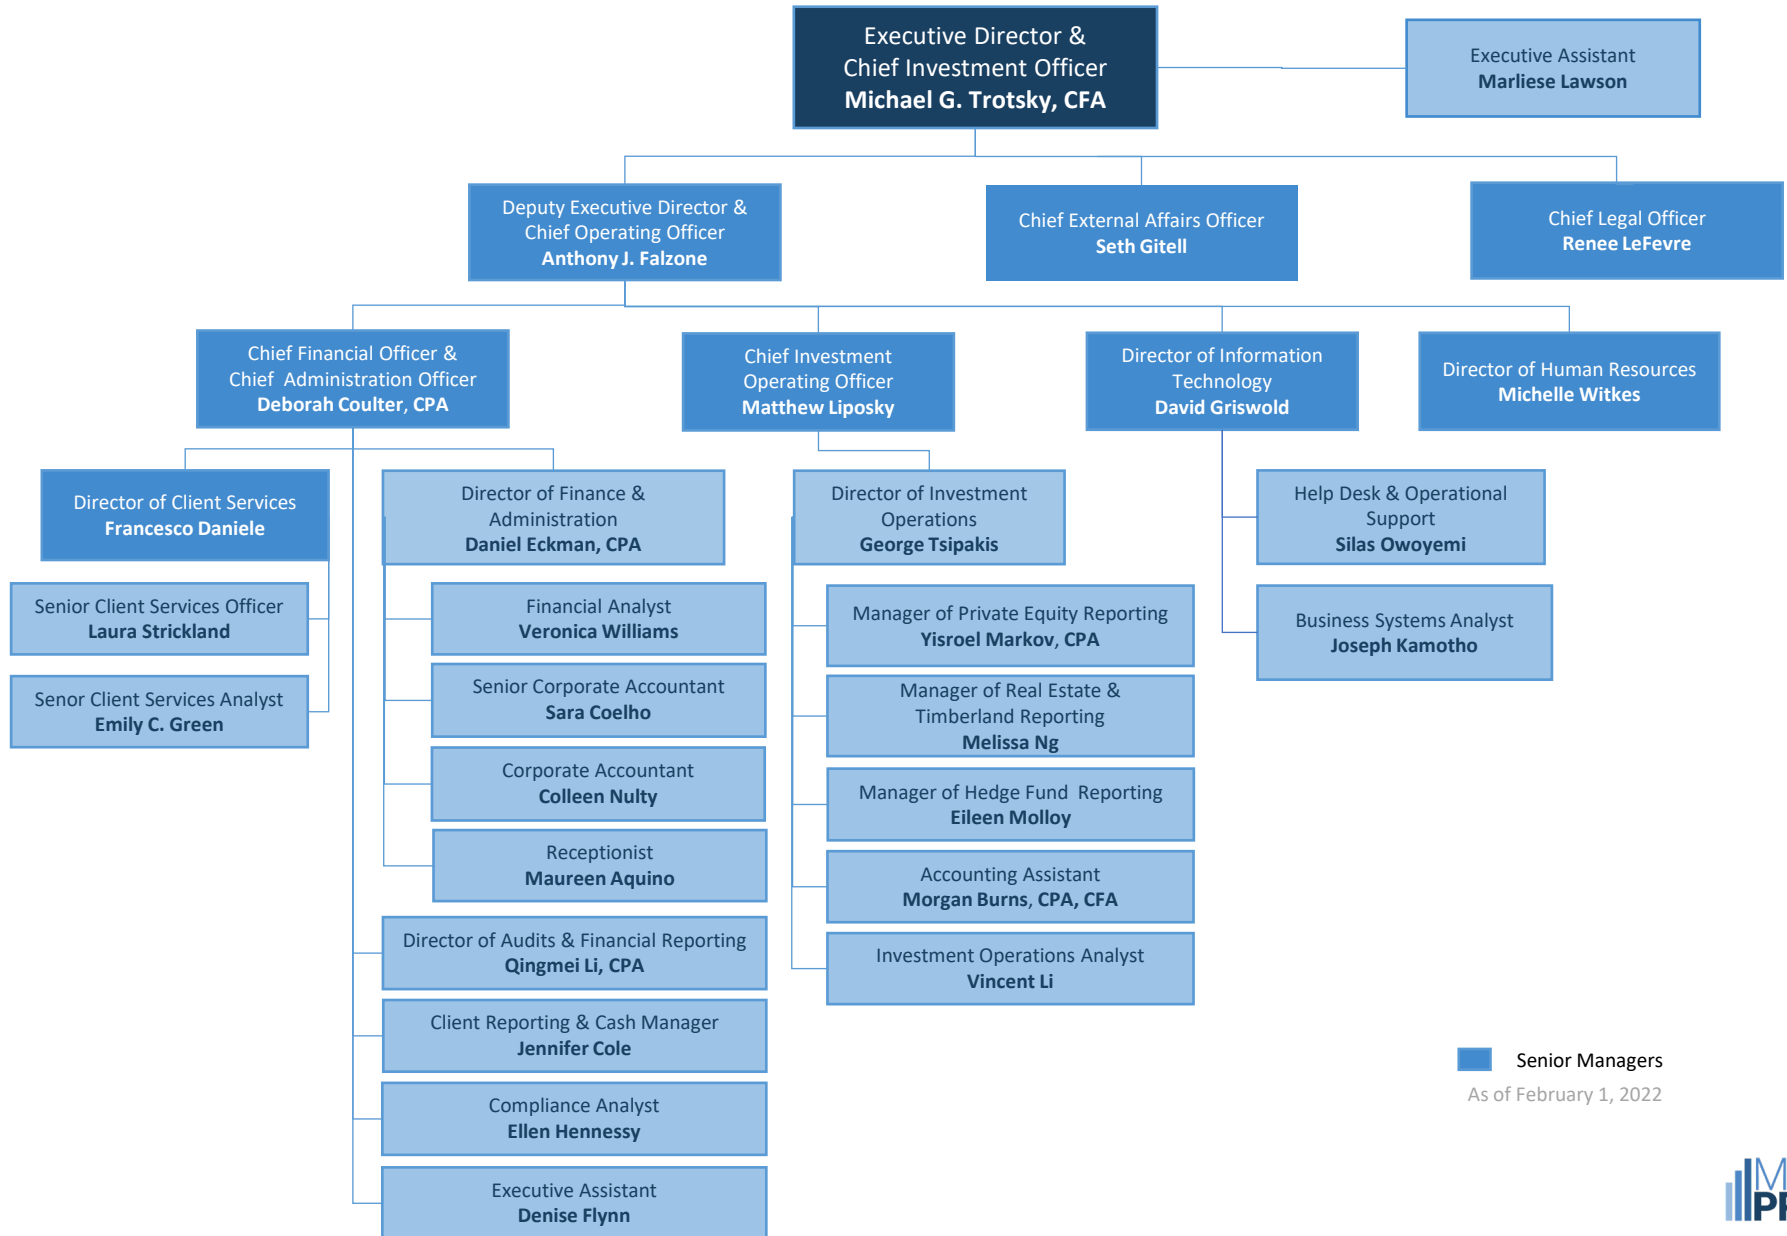 Executive Director &
Chief Investment Officer
Michael G. Trotsky, CFA
Executive Assistant
Marliese Lawson
Deputy Executive Director &
Chief Operating Officer
Anthony J. Falzone
Chief External Affairs Officer
Seth Gitell
Chief Legal Officer
Renee LeFevre
Chief Financial Officer &
Chief Administration Officer
Deborah Coulter, CPA
Chief Investment
Operating Officer
Matthew Liposky
Director of Information
Technology
David Griswold
Director of Human Resources
Michelle Witkes
Director of Client Services
Francesco Daniele
Director of Finance &
Administration
Daniel Eckman, CPA
Director of Investment
Operations
George Tsipakis
Help Desk & Operational
Support
Silas Owoyemi
Senior Client Services Officer
Laura Strickland
Financial Analyst
Veronica Williams
Manager of Private Equity Reporting
Yisroel Markov, CPA
Business Systems Analyst
Joseph Kamotho
Senor Client Services Analyst
Emily C. Green
Senior Corporate Accountant
Sara Coelho
Manager of Real Estate &
Timberland Reporting
Melissa Ng
Corporate Accountant
Colleen Nulty
Manager of Hedge Fund Reporting
Eileen Molloy
Receptionist
Maureen Aquino
Accounting Assistant
Morgan Burns, CPA, CFA
Director of Audits & Financial Reporting
Qingmei Li, CPA
Investment Operations Analyst
Vincent Li
Client Reporting & Cash Manager
Jennifer Cole
Compliance Analyst
Ellen Hennessy
Executive Assistant
Denise Flynn
Senior Managers
As of February 1, 2022